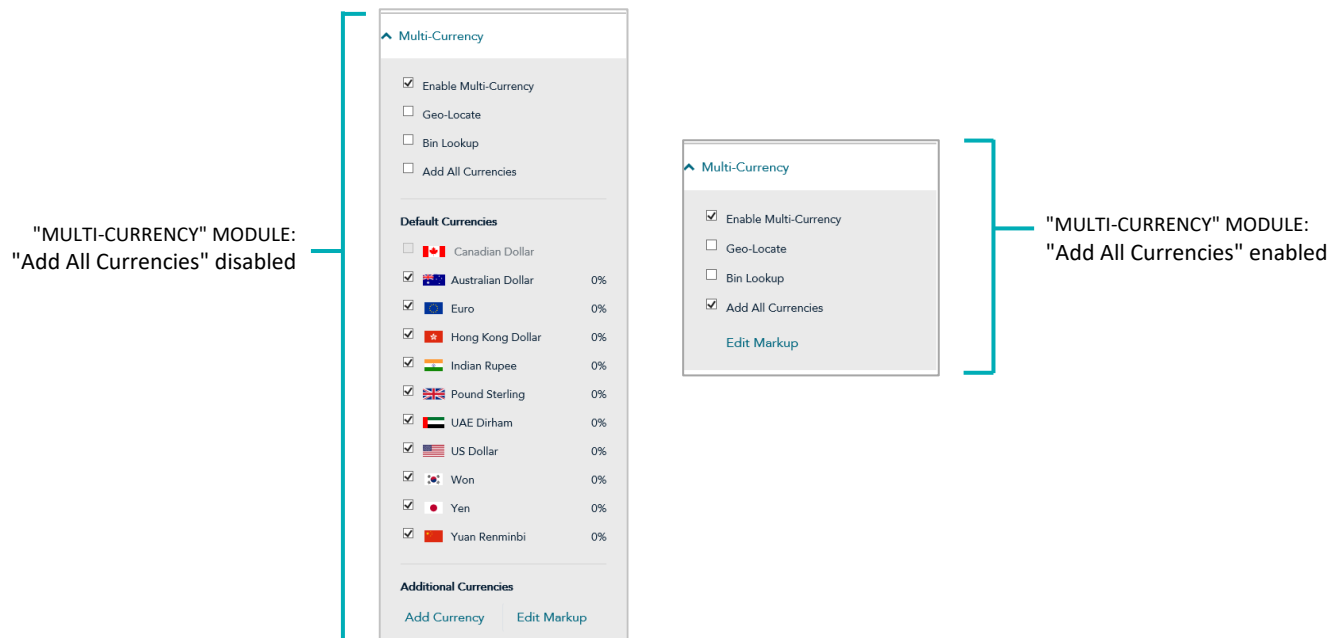 "MULTI-CURRENCY" MODULE:
"Add All Currencies" disabled
Multi-Currency
Enable Multi-Currency
Geo-Locate
Bin Lookup
Add All Currencies
Default Currencies
Canadian Dollar
Australian Dollar 0%
Euro 0%
Hong Kong Dollar 0%
Indian Rupee 0%
Pound Sterling 0%
UAE Dirham 0%
US Dollar 0%
Won 0%
Yen 0%
Yuan Renminbi 0%
Additional Currencies
Add Currency Edit Markup
Multi-Currency
Enable Multi-Currency
Geo-Locate
Bin Lookup
Add All Currencies
Edit Markup
"MULTI-CURRENCY" MODULE:
"Add All Currencies" enabled